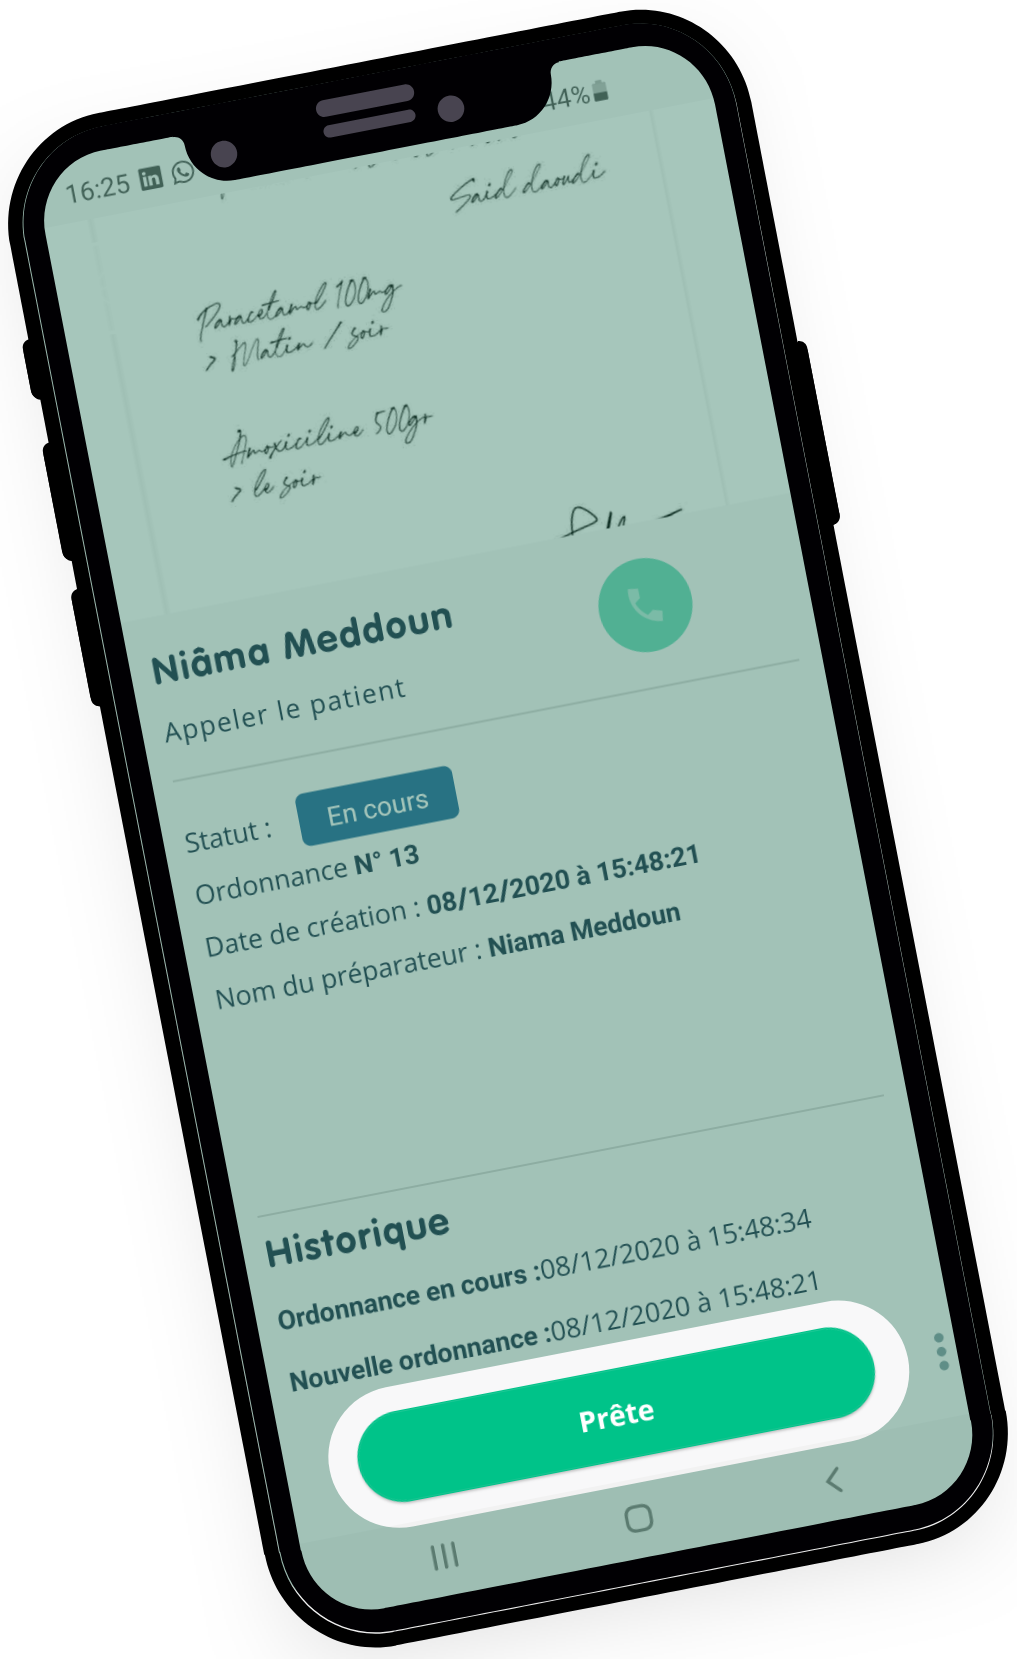 16:25
44%
Said daoudi
Paracetamol 100mg
> Matin / soir
Amoxiciline 500gr
> le soir
Niâma Meddoun
Appeler le patient
Statut : En cours
Ordonnance N° 13
Date de création : 08/12/2020 à 15:48:21
Nom du préparateur : Niama Meddoun
Historique
Ordonnance en cours :08/12/2020 à 15:48:34
Nouvelle ordonnance :08/12/2020 à 15:48:21
Prête